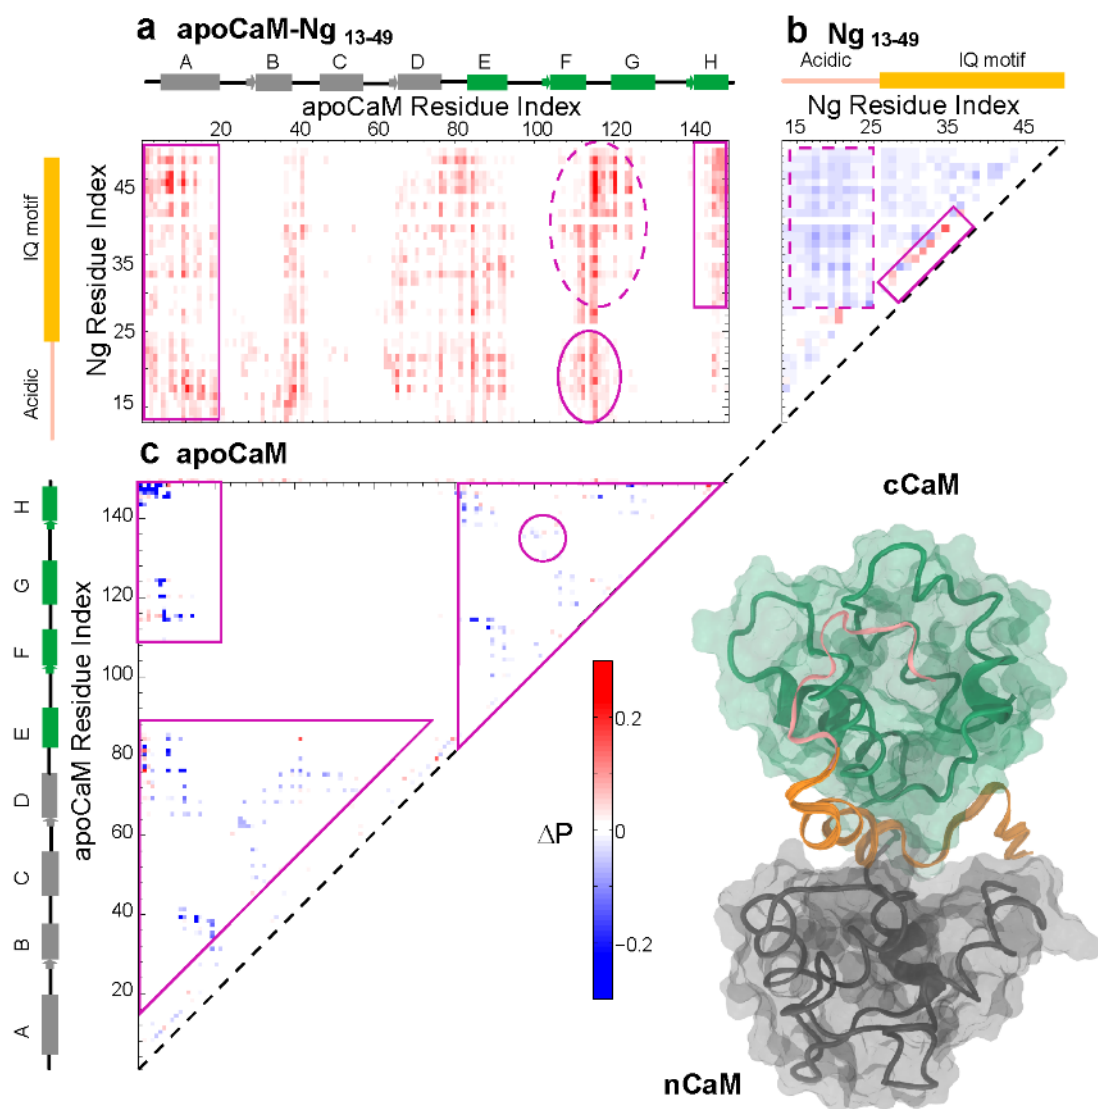 a apoCaM-Ng 13-49
A B C D E F G H
apoCaM Residue Index
20 40 60 80 100 120 140
b Ng 13-49
Acidic IQ motif
Ng Residue Index
15 25 35 45
IQ motif
Acidic
Ng Residue Index
45
35
25
15
c apoCaM
H
G
F
E
D
C
B
A
apoCaM Residue Index
140
120
100
80
60
40
20
ΔP
0.2
0
−0.2
cCaM
nCaM